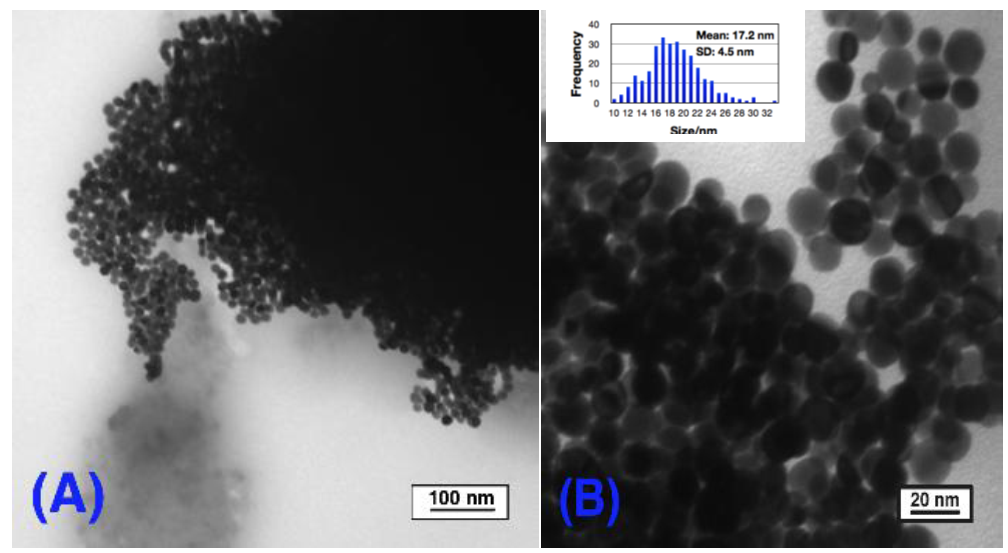 (A)
100 nm
40
30
20
10
0
Frequency
Mean: 17.2 nm
SD: 4.5 nm
10 12 14 16 18 20 22 24 26 28 30 32
Size/nm
(B)
20 nm